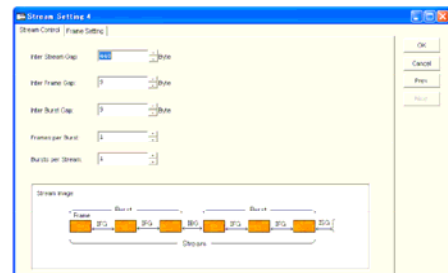 Stream Setting 4
Stream Control
Frame Setting
Inter Stream Gap:
Byte
Inter Frame Gap:
Byte
Inter Burst Gap:
Byte
Frames per Burst:
1
Bursts per Stream:
1
OK
Cancel
Prev
Next
Stream Image
Burst
Burst
Frame
IFG
IFG
IBG
IFG
IFG
ISG
Stream